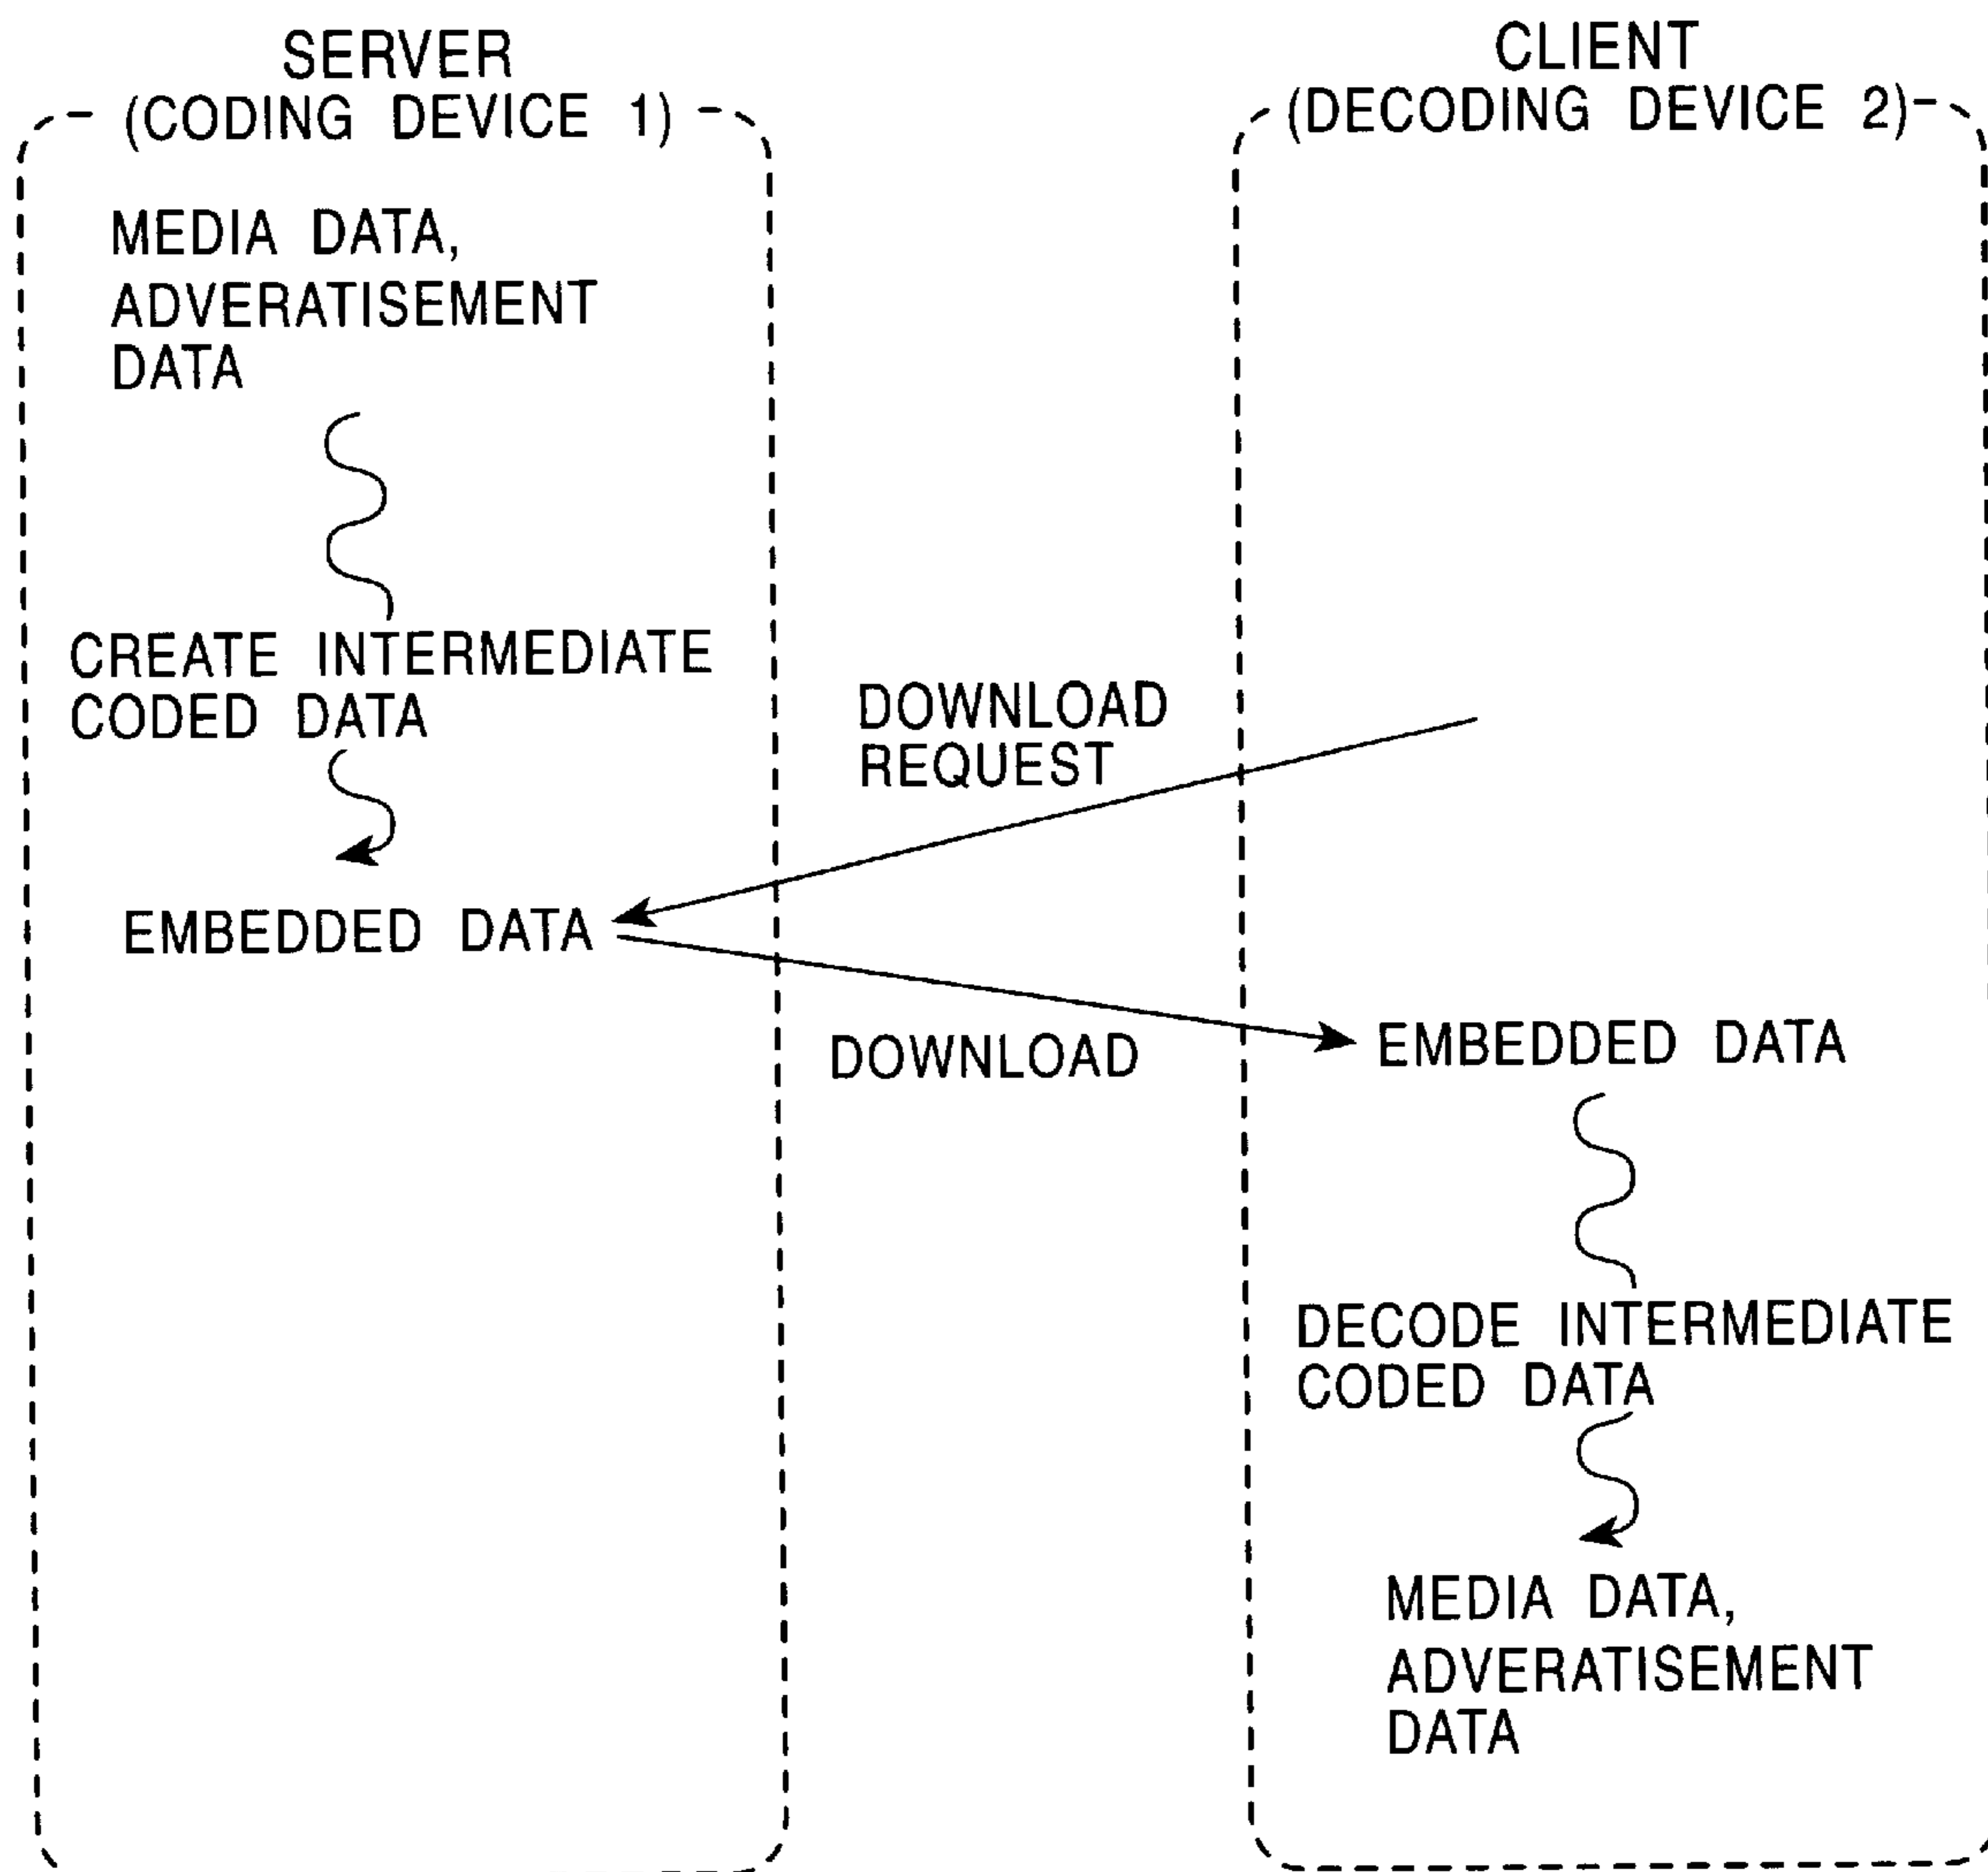 SERVER
(CODING DEVICE 1)
MEDIA DATA,
ADVERATISEMENT
DATA
CREATE INTERMEDIATE
CODED DATA
EMBEDDED DATA
DOWNLOAD
REQUEST
DOWNLOAD
CLIENT
(DECODING DEVICE 2)
EMBEDDED DATA
DECODE INTERMEDIATE
CODED DATA
MEDIA DATA,
ADVERATISEMENT
DATA